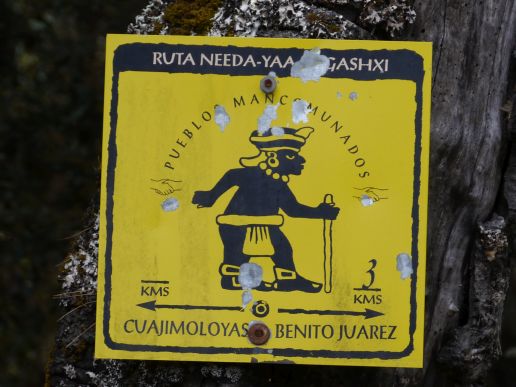 RUTA NEEDA-YAA-
PUEBLOS MANCOMUNADOS
3
KMS KMS
CUAJIMOLOYAS BENITO JUAREZ